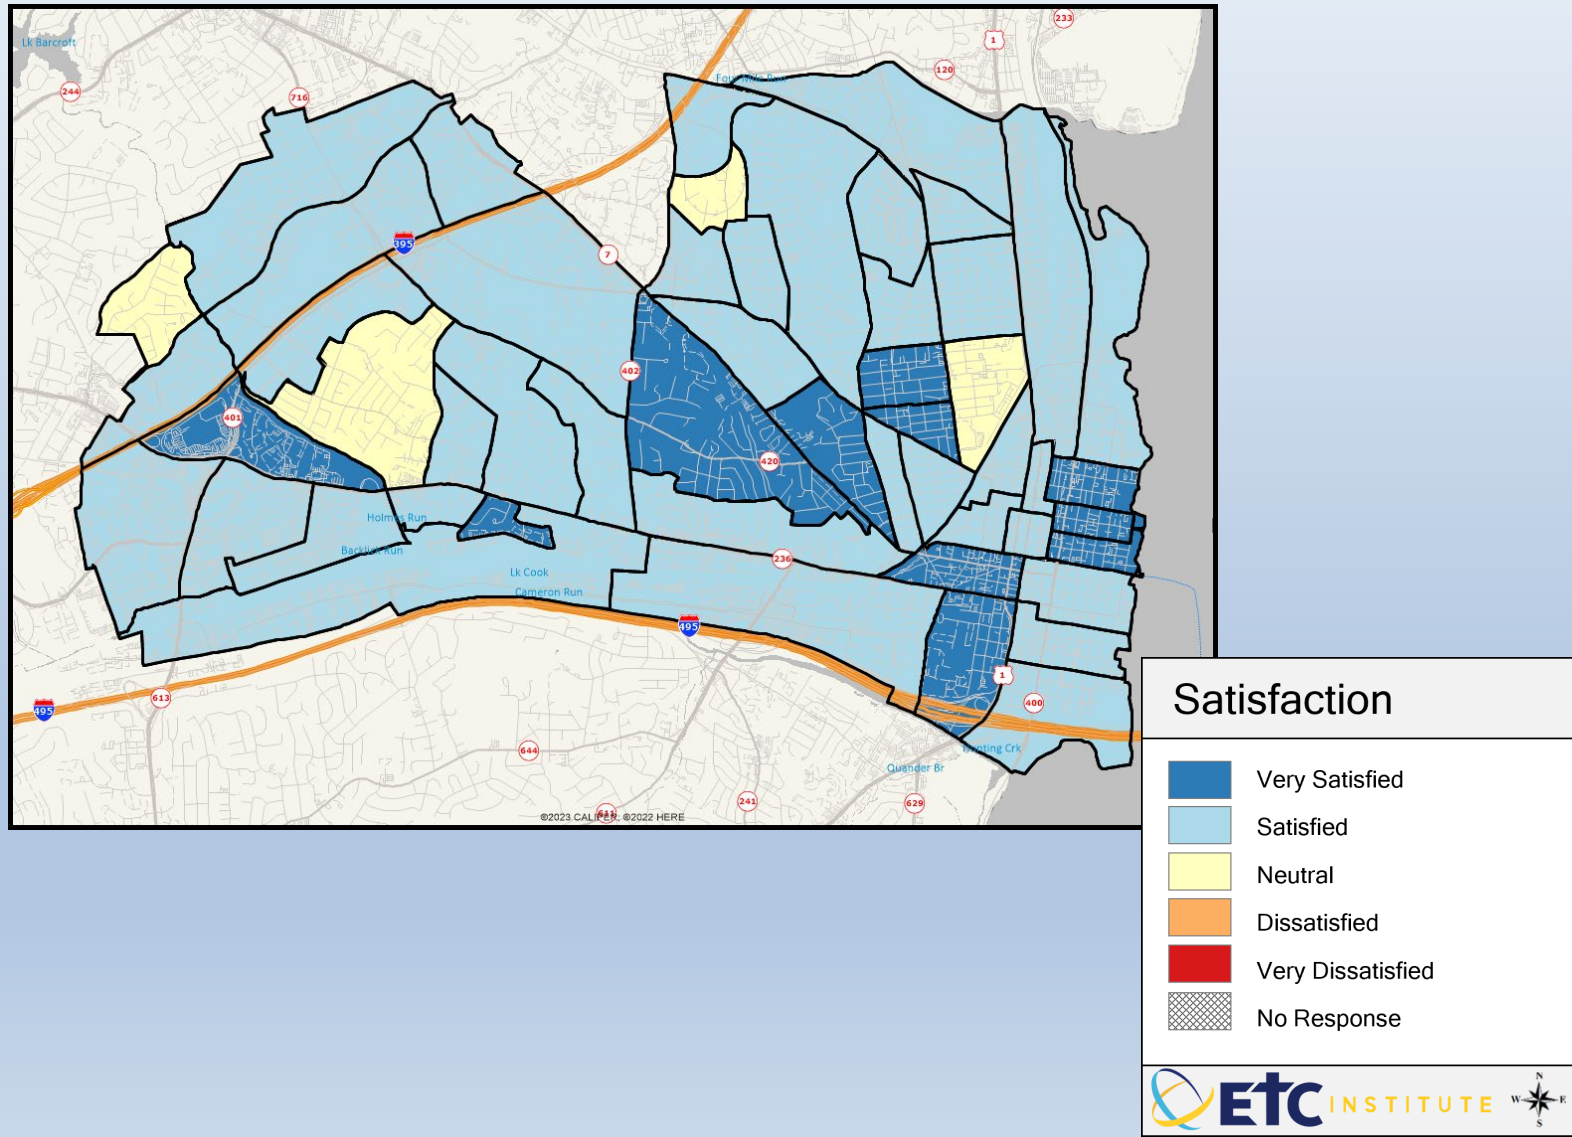 233
1
Lk Barcroft
Four Mile Run
120
244
716
395
7
402
401
420
Holmes Run
Backlick Run
236
Lk Cook
Cameron Run
495
1
613
400
495
644
Hunting Crk
Quander Br
241
629
611
©2023 CALIPER; ©2022 HERE
Satisfaction
Very Satisfied
Satisfied
Neutral
Dissatisfied
Very Dissatisfied
No Response
ETC INSTITUTE
N
W E
S